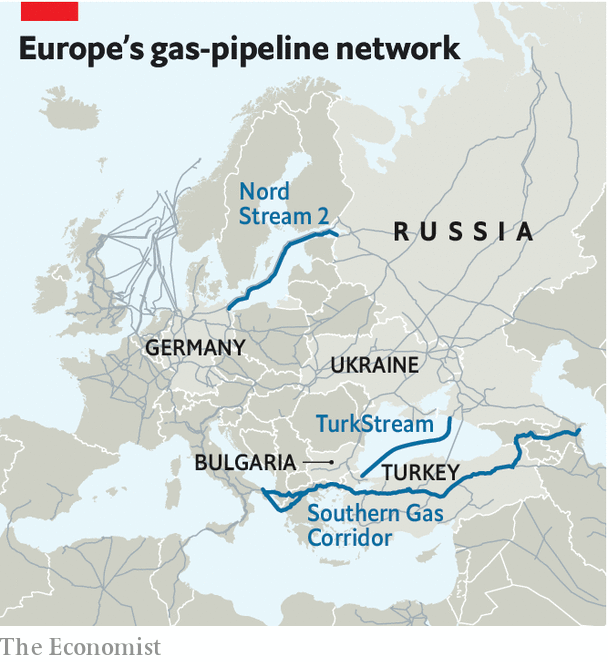 Europe's gas-pipeline network
Nord
Stream 2
RUSSIA
GERMANY
UKRAINE
TurkStream
BULGARIA
TURKEY
Southern Gas
Corridor
The Economist